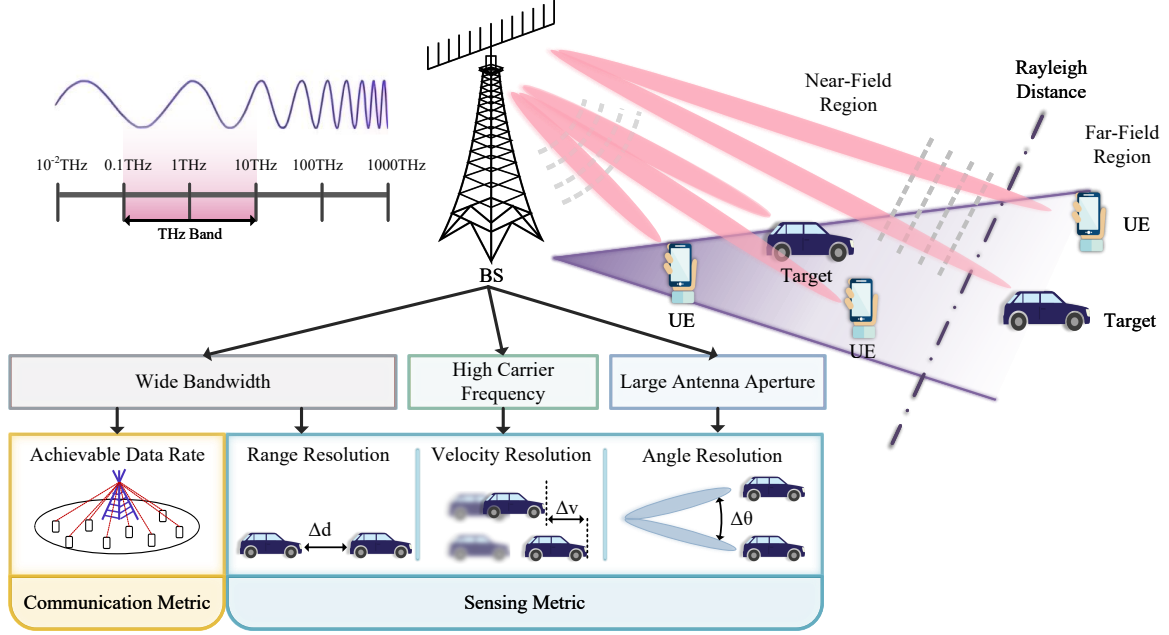 10⁻²THz
0.1THz
1THz
10THz
100THz
1000THz
THz Band
BS
Near-Field
Region
Rayleigh
Distance
Far-Field
Region
UE
Target
UE
Target
UE
Wide Bandwidth
High Carrier
Frequency
Large Antenna Aperture
Achievable Data Rate
Range Resolution
Velocity Resolution
Angle Resolution
Δd
Δv
Δθ
Communication Metric
Sensing Metric